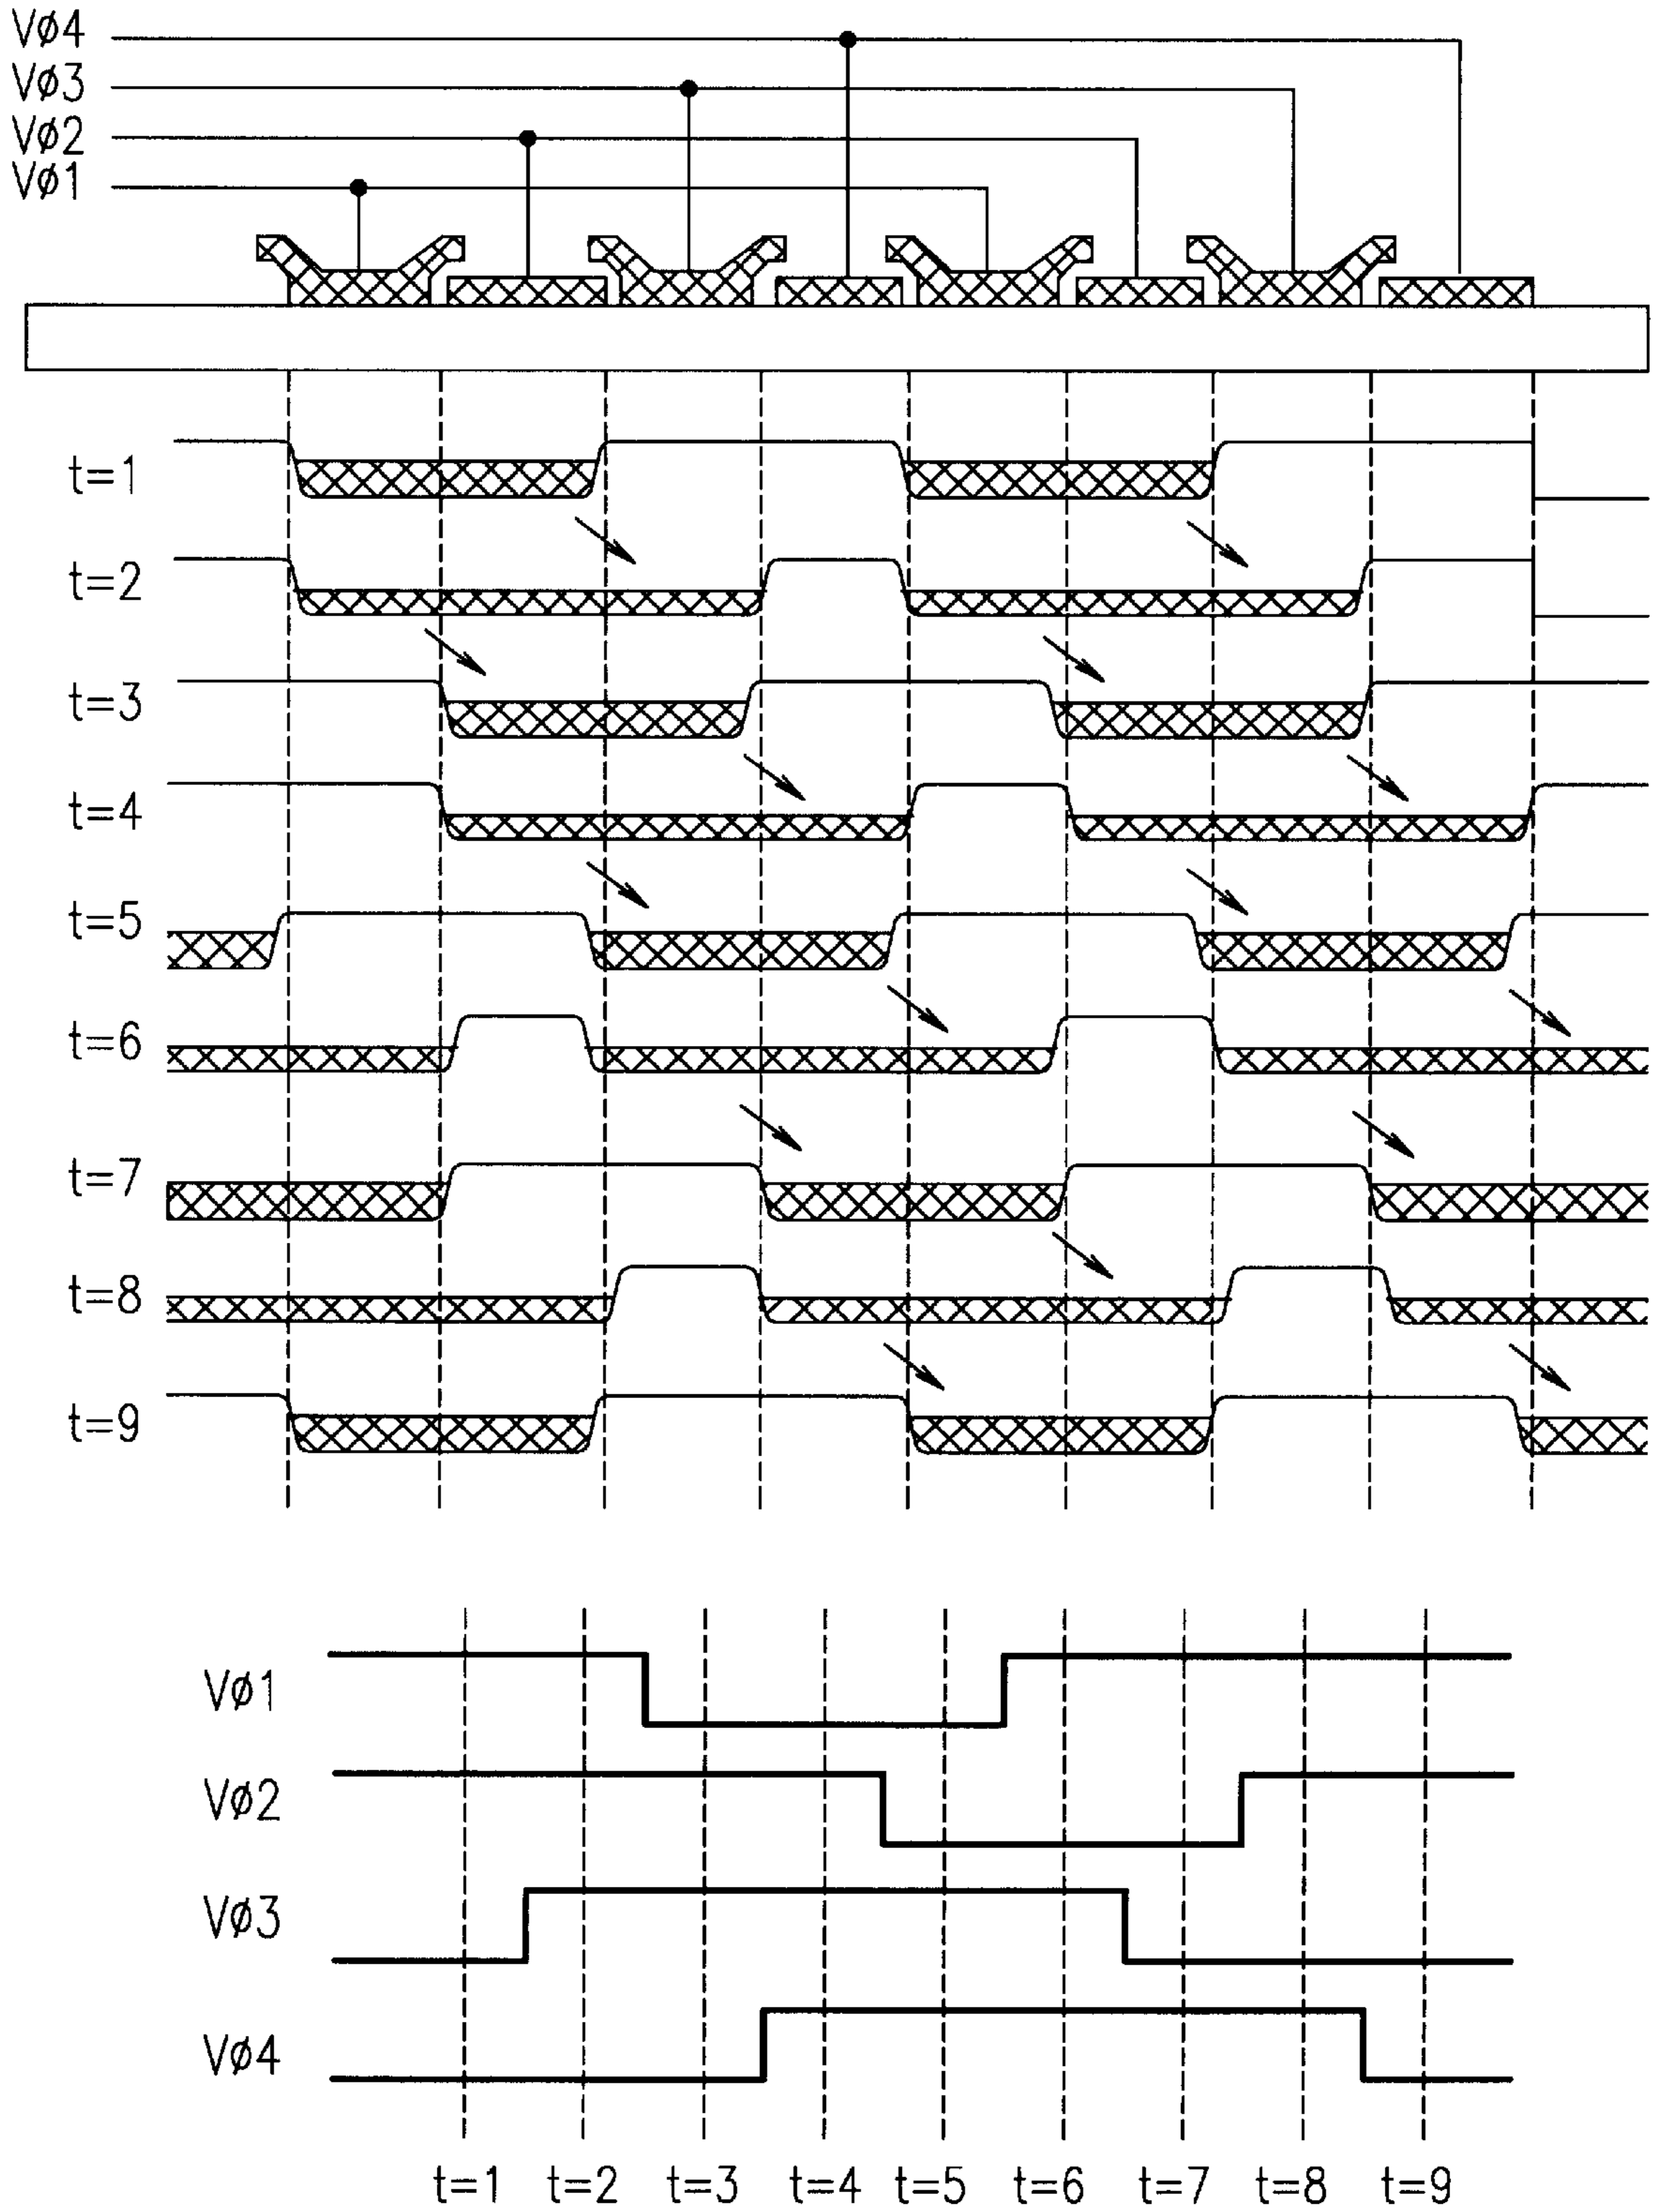 Vø4
Vø3
Vø2
Vø1
t=1
t=2
t=3
t=4
t=5
t=6
t=7
t=8
t=9
Vø1
Vø2
Vø3
Vø4
t=1 t=2 t=3 t=4 t=5 t=6 t=7 t=8 t=9